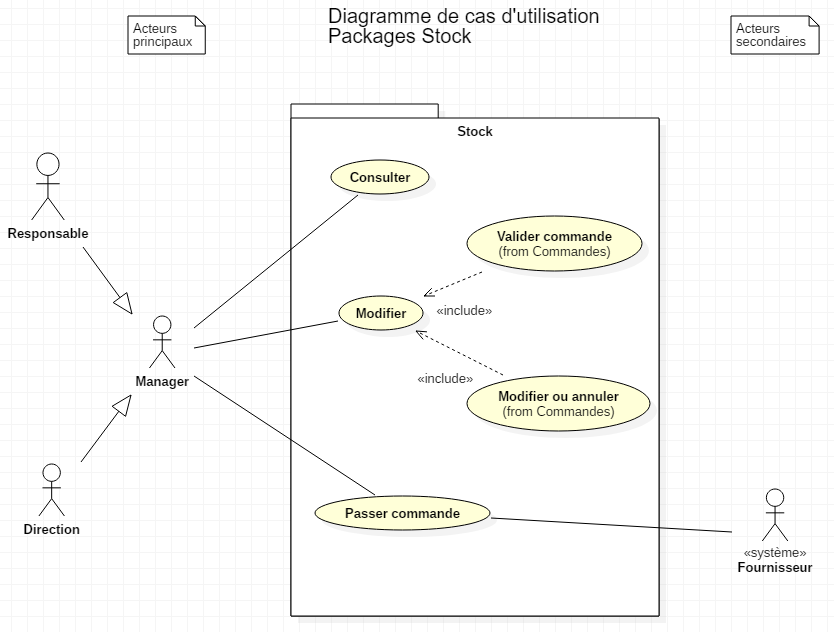 Diagramme de cas d'utilisation
Packages Stock
Acteurs
principaux
Acteurs
secondaires
Stock
Responsable
Manager
Direction
Consulter
Valider commande
(from Commandes)
Modifier
«include»
«include»
Modifier ou annuler
(from Commandes)
Passer commande
«système»
Fournisseur